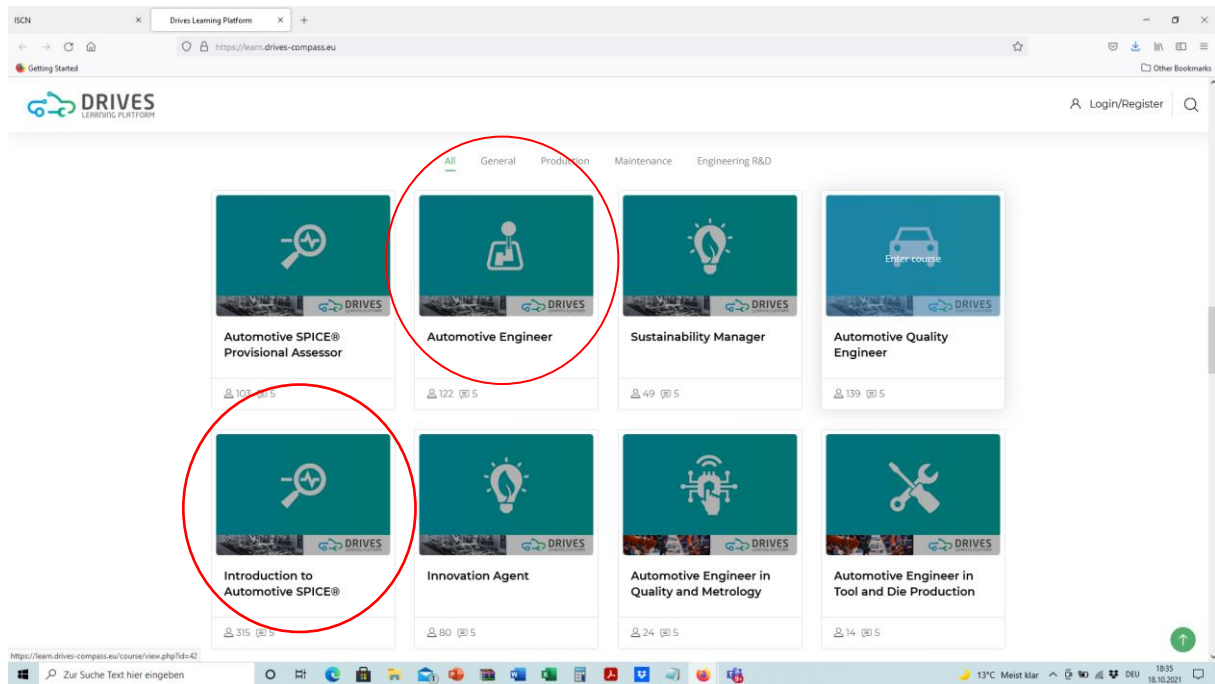 ISCN
Drives Learning Platform
https://learn.drives-compass.eu
Getting Started
Other Bookmarks
DRIVES
LEARNING PLATFORM
Login/Register
All General Production Maintenance Engineering R&D
DRIVES
DRIVES
DRIVES
Enter course
DRIVES
Automotive SPICE®
Provisional Assessor
Automotive Engineer
Sustainability Manager
Automotive Quality
Engineer
103 5
122 5
49 5
139 5
DRIVES
DRIVES
DRIVES
DRIVES
Introduction to
Automotive SPICE®
Innovation Agent
Automotive Engineer in
Quality and Metrology
Automotive Engineer in
Tool and Die Production
315 5
80 5
24 5
14 5
https://learn.drives-compass.eu/course/view.php?id=42
Zur Suche Text hier eingeben
13°C Meist klar
DEU
18:35
18.10.2021